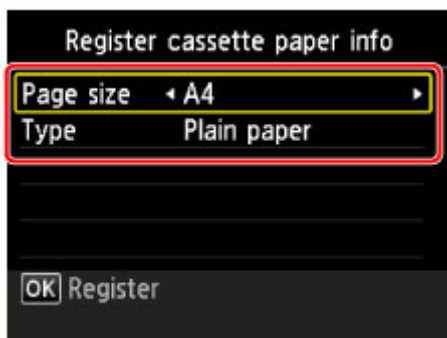 Register cassette paper info
Page size A4
Type Plain paper
OK Register